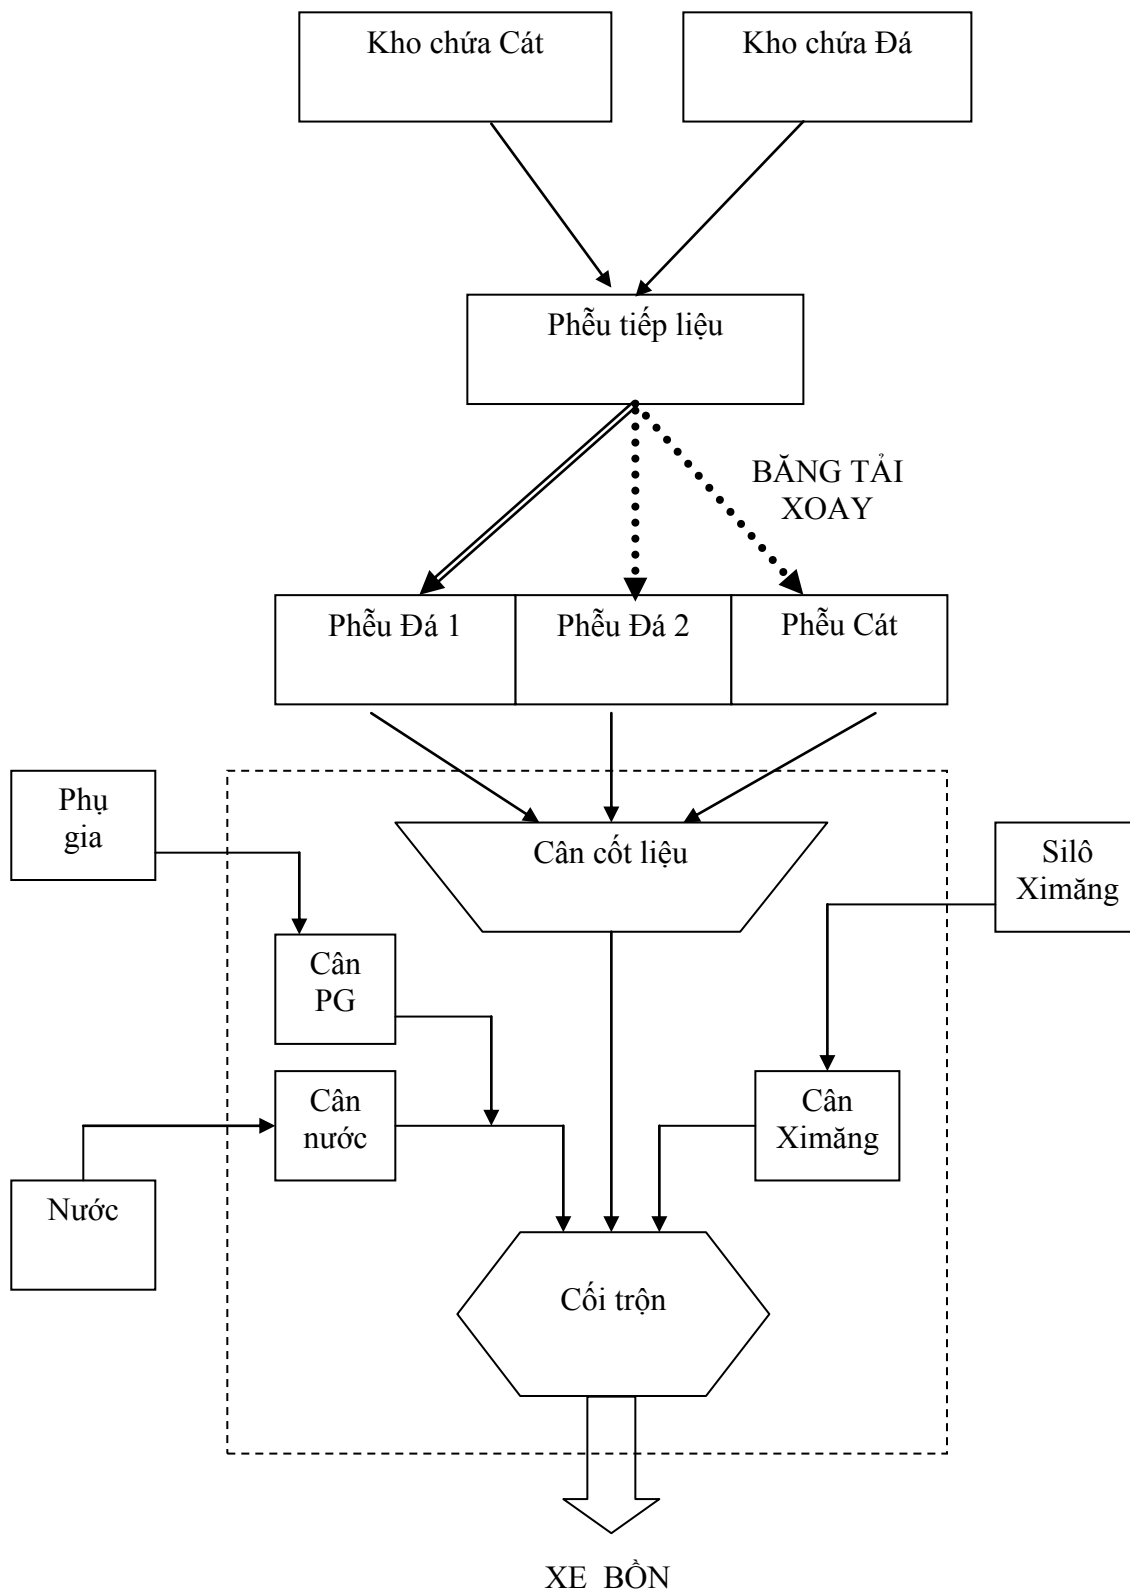 Kho chứa Cát
Kho chứa Đá
Phễu tiếp liệu
BĂNG TẢI
XOAY
Phễu Đá 1
Phễu Đá 2
Phễu Cát
Phụ
gia
Cân cốt liệu
Silô
Ximăng
Cân
PG
Cân
nước
Cân
Ximăng
Nước
Cối trộn
XE BỒN